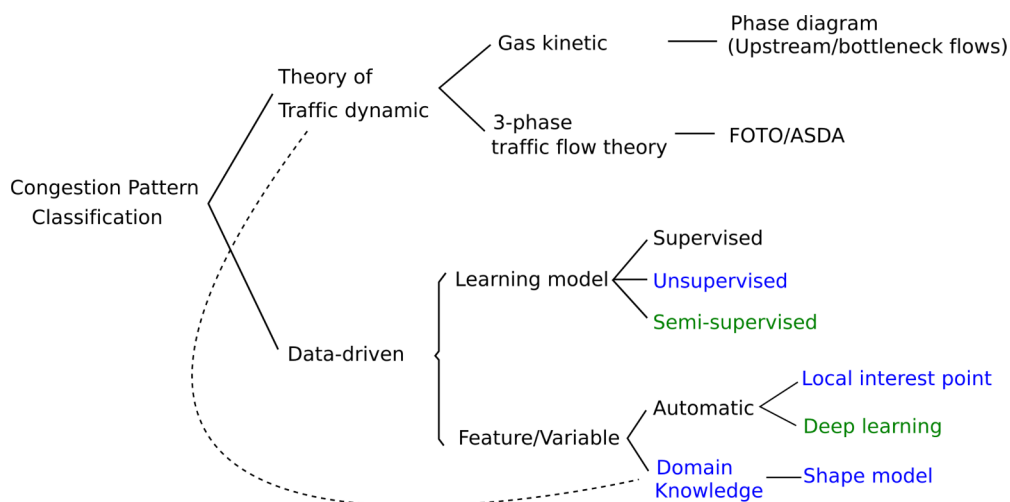 Congestion Pattern
Classification
Theory of
Traffic dynamic
Gas kinetic
Phase diagram
(Upstream/bottleneck flows)
3-phase
traffic flow theory
FOTO/ASDA
Data-driven
Learning model
Supervised
Unsupervised
Semi-supervised
Feature/Variable
Automatic
Local interest point
Deep learning
Domain
Knowledge
Shape model